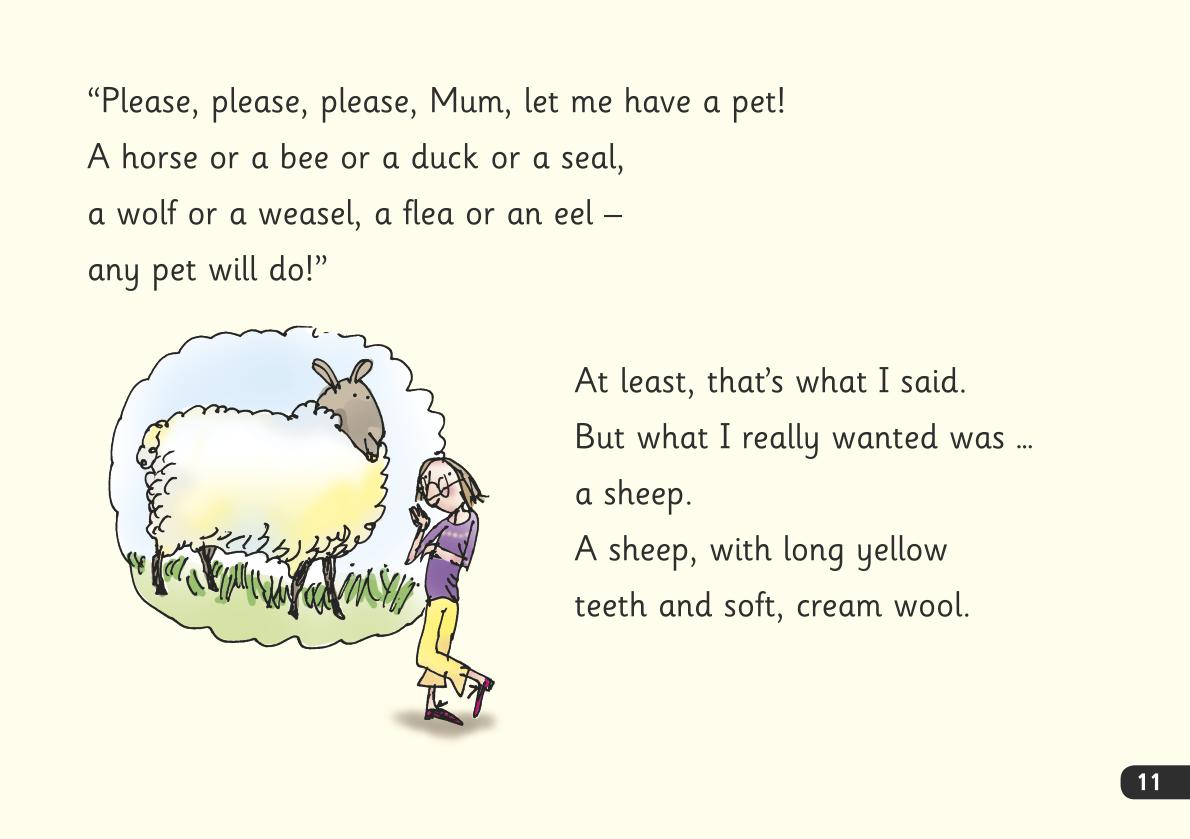 “Please, please, please, Mum, let me have a pet!
A horse or a bee or a duck or a seal,
a wolf or a weasel, a flea or an eel –
any pet will do!”
At least, that’s what I said.
But what I really wanted was ...
a sheep.
A sheep, with long yellow
teeth and soft, cream wool.
11